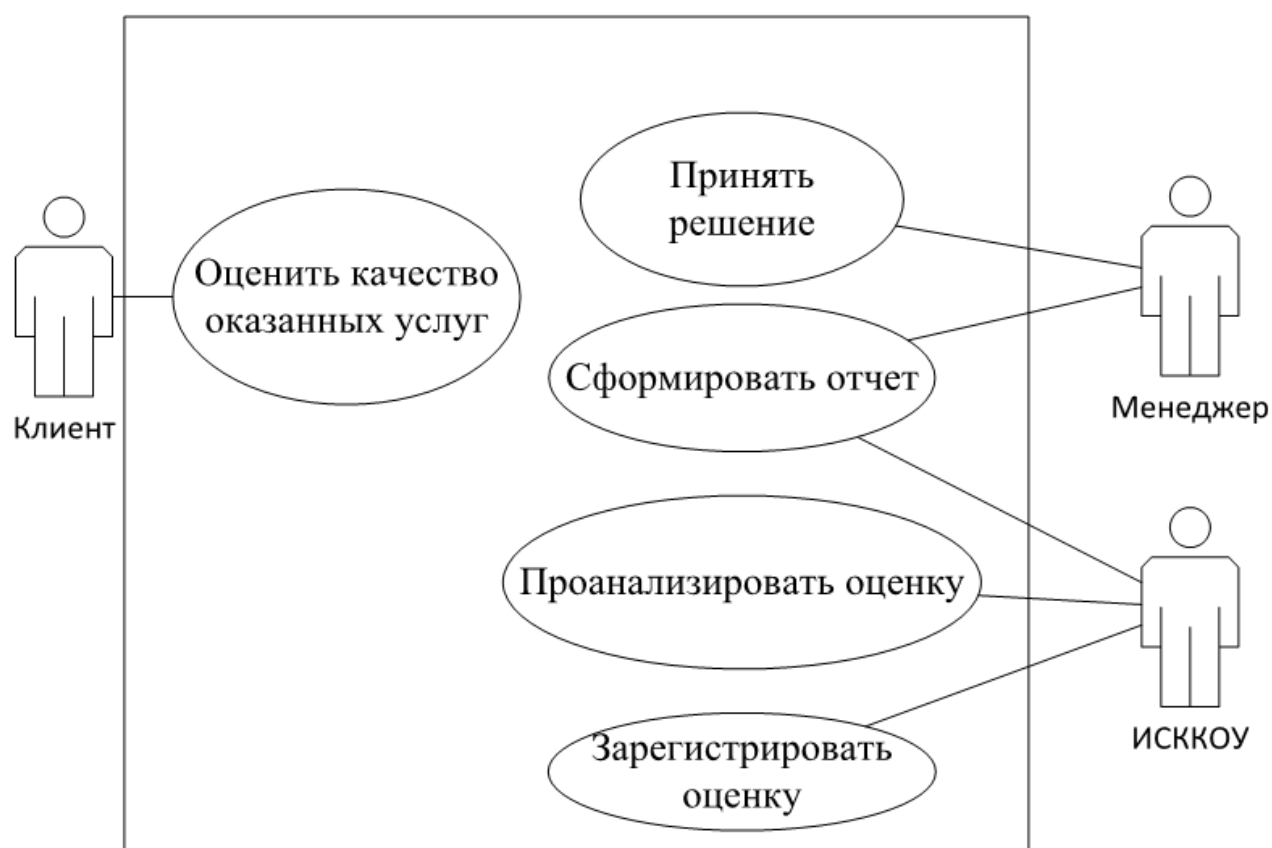 Принять
решение
Оценить качество
оказанных услуг
Сформировать отчет
Клиент
Менеджер
Проанализировать оценку
ИСККОУ
Зарегистрировать
оценку